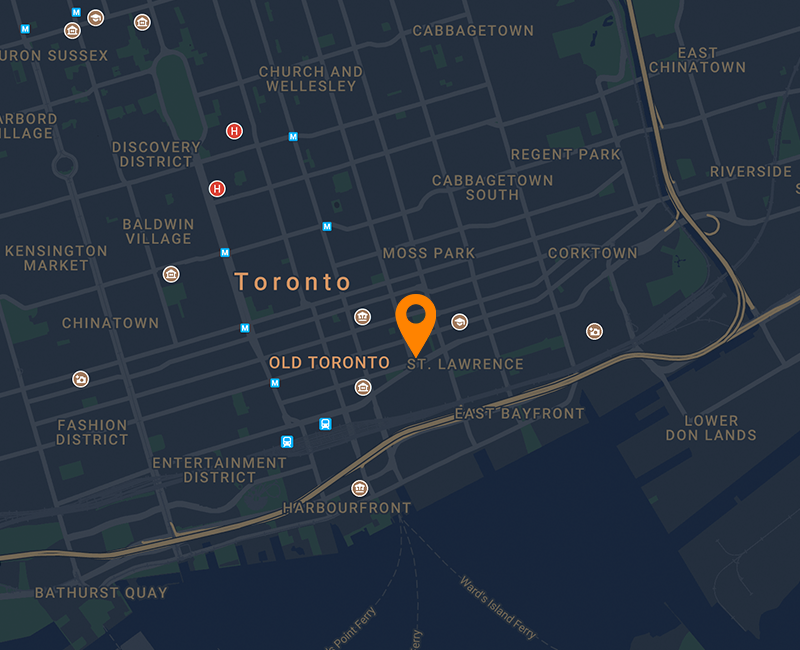 CABBAGETOWN
URON SUSSEX
EAST
CHINATOWN
CHURCH AND
WELLESLEY
ARBORD
ILLAGE
H
M
DISCOVERY
DISTRICT
REGENT PARK
RIVERSIDE
CABBAGETOWN
SOUTH
H
BALDWIN
VILLAGE
M
KENSINGTON
MARKET
M
MOSS PARK
CORKTOWN
Toronto
CHINATOWN
M
OLD TORONTO
ST. LAWRENCE
M
EAST BAYFRONT
FASHION
DISTRICT
LOWER
DON LANDS
ENTERTAINMENT
DISTRICT
HARBOURFRONT
BATHURST QUAY
Ward's Island Ferry
's Point Ferry
erry